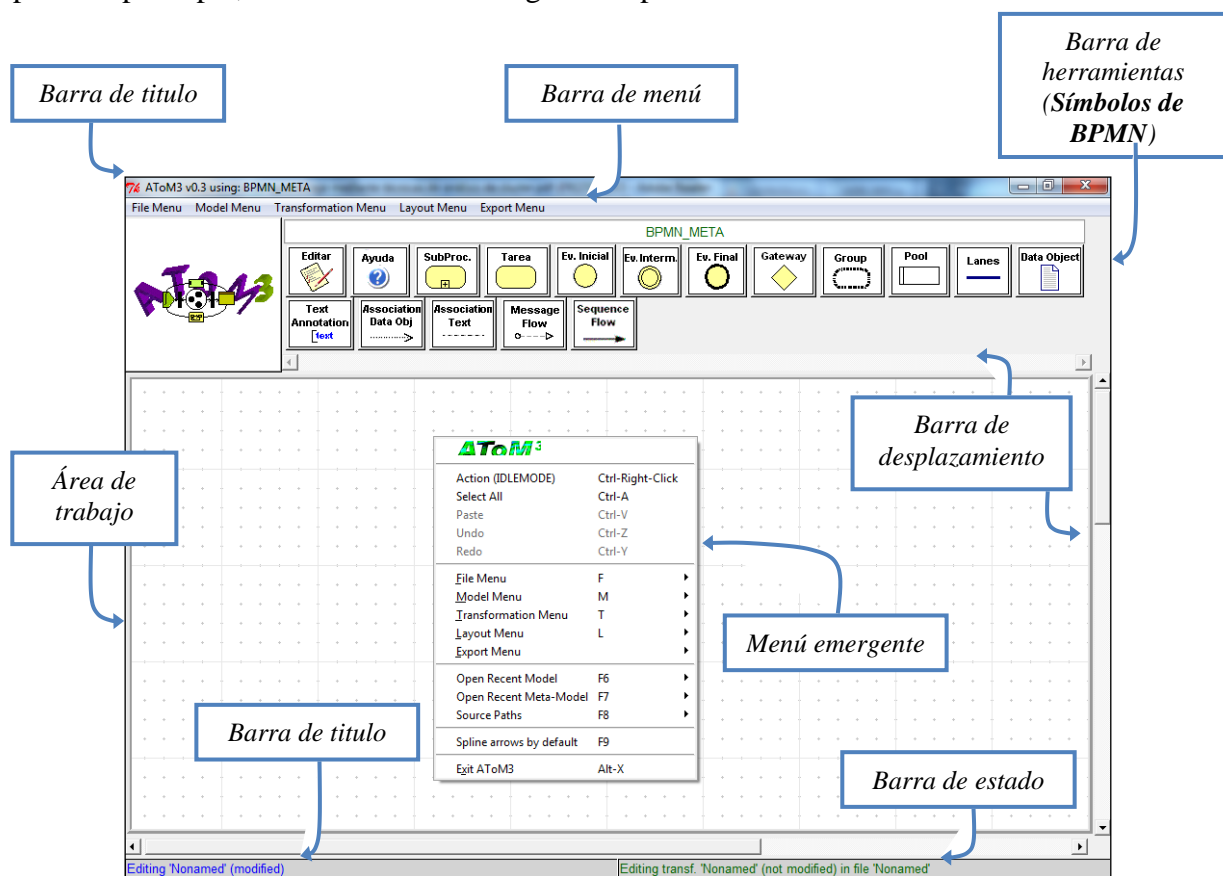 Barra de titulo
Barra de menú
Barra de
herramientas
(Símbolos de
BPMN)
AToM3 v0.3 using: BPMN_META
File Menu Model Menu Transformation Menu Layout Menu Export Menu
BPMN_META
AToM3
Editar
Ayuda
SubProc.
Tarea
Ev. Inicial
Ev. Interm.
Ev. Final
Gateway
Group
Pool
Lanes
Data Object
Text
Annotation
text
Association
Data Obj
Association
Text
Message
Flow
Sequence
Flow
Barra de
desplazamiento
Área de
trabajo
AToM3
Action (IDLEMODE) Ctrl-Right-Click
Select All Ctrl-A
Paste Ctrl-V
Undo Ctrl-Z
Redo Ctrl-Y
File Menu F
Model Menu M
Transformation Menu T
Layout Menu L
Export Menu
Open Recent Model F6
Open Recent Meta-Model F7
Source Paths F8
Spline arrows by default F9
Exit AToM3 Alt-X
Menú emergente
Barra de titulo
Barra de estado
Editing 'Nonamed' (modified)
Editing transf. 'Nonamed' (not modified) in file 'Nonamed'